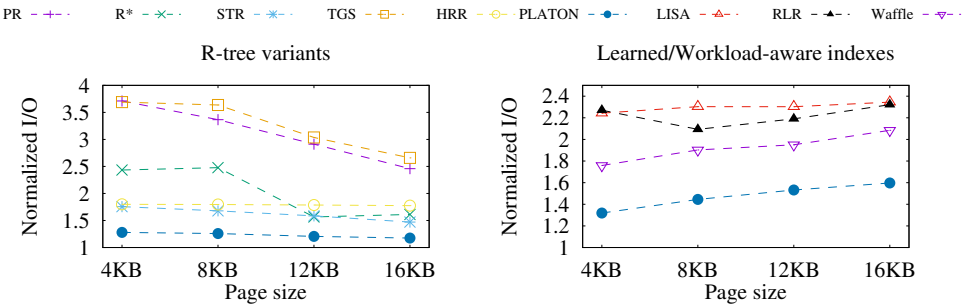 PR R* STR TGS HRR PLATON LISA RLR Waffle
R-tree variants
Normalized I/O
4
3.5
3
2.5
2
1.5
1
4KB 8KB 12KB 16KB
Page size
Learned/Workload-aware indexes
Normalized I/O
2.4
2.2
2
1.8
1.6
1.4
1.2
1
4KB 8KB 12KB 16KB
Page size